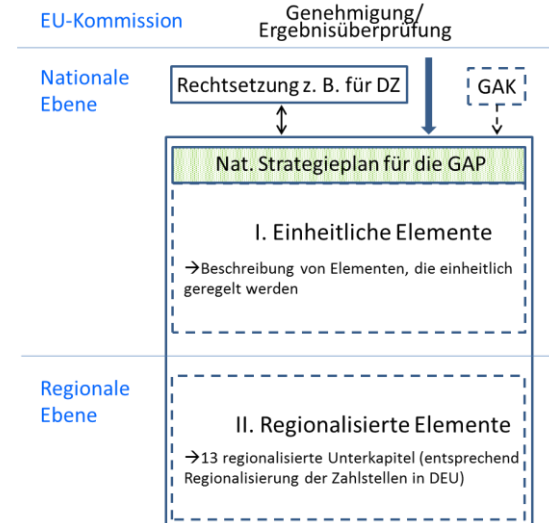 EU-Kommission
Genehmigung/
Ergebnisüberprüfung
Nationale
Ebene
Rechtsetzung z. B. für DZ
GAK
Nat. Strategieplan für die GAP
I. Einheitliche Elemente
→Beschreibung von Elementen, die einheitlich
geregelt werden
Regionale
Ebene
II. Regionalisierte Elemente
→13 regionalisierte Unterkapitel (entsprechend
Regionalisierung der Zahlstellen in DEU)